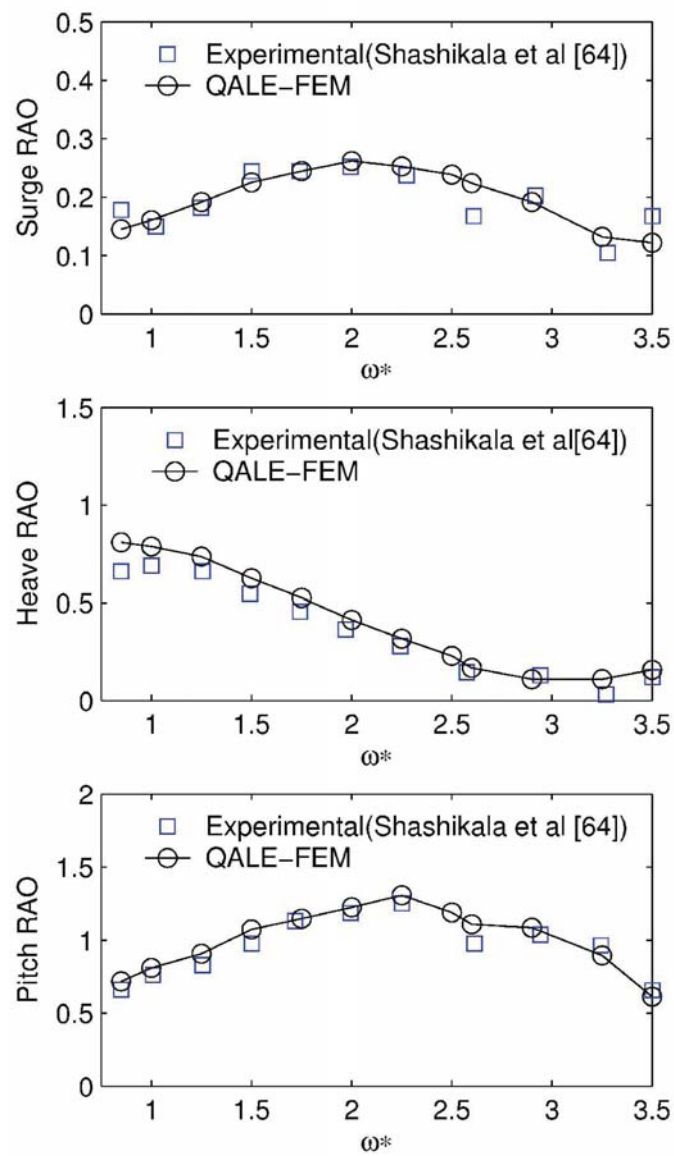 0.5
0.4
0.3
0.2
0.1
0
Surge RAO
Experimental(Shashikala et al [64])
QALE-FEM
1 1.5 2 2.5 3 3.5
ω*
1.5
1
0.5
0
Heave RAO
Experimental(Shashikala et al[64])
QALE-FEM
1 1.5 2 2.5 3 3.5
ω*
2
1.5
1
0.5
0
Pitch RAO
Experimental(Shashikala et al [64])
QALE-FEM
1 1.5 2 2.5 3 3.5
ω*